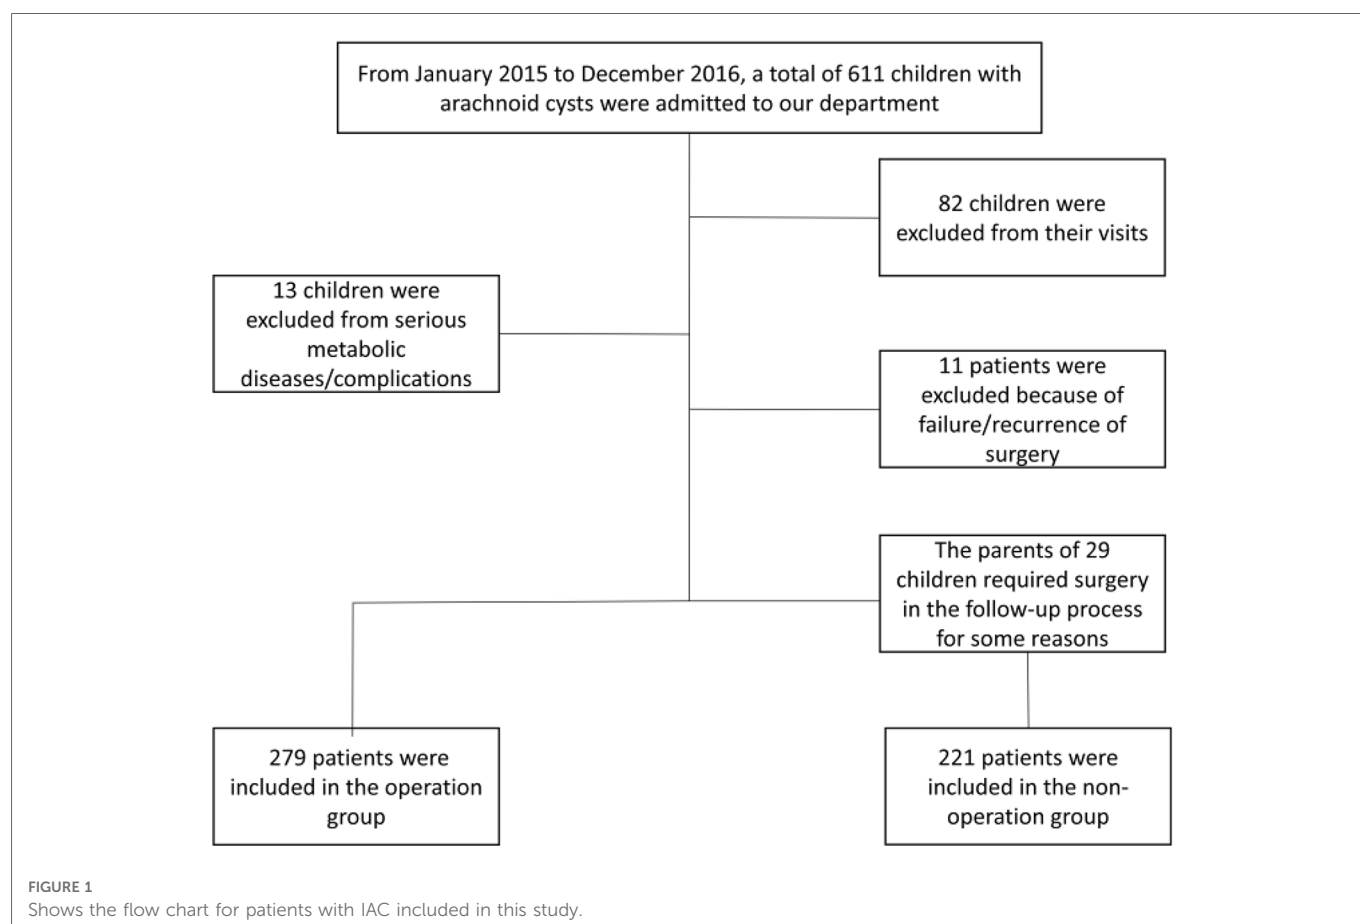 From January 2015 to December 2016, a total of 611 children with
arachnoid cysts were admitted to our department
82 children were
excluded from their visits
13 children were
excluded from serious
metabolic
diseases/complications
11 patients were
excluded because of
failure/recurrence of
surgery
The parents of 29
children required surgery
in the follow-up process
for some reasons
279 patients were
included in the operation
group
221 patients were
included in the non-
operation group
FIGURE 1
Shows the flow chart for patients with IAC included in this study.